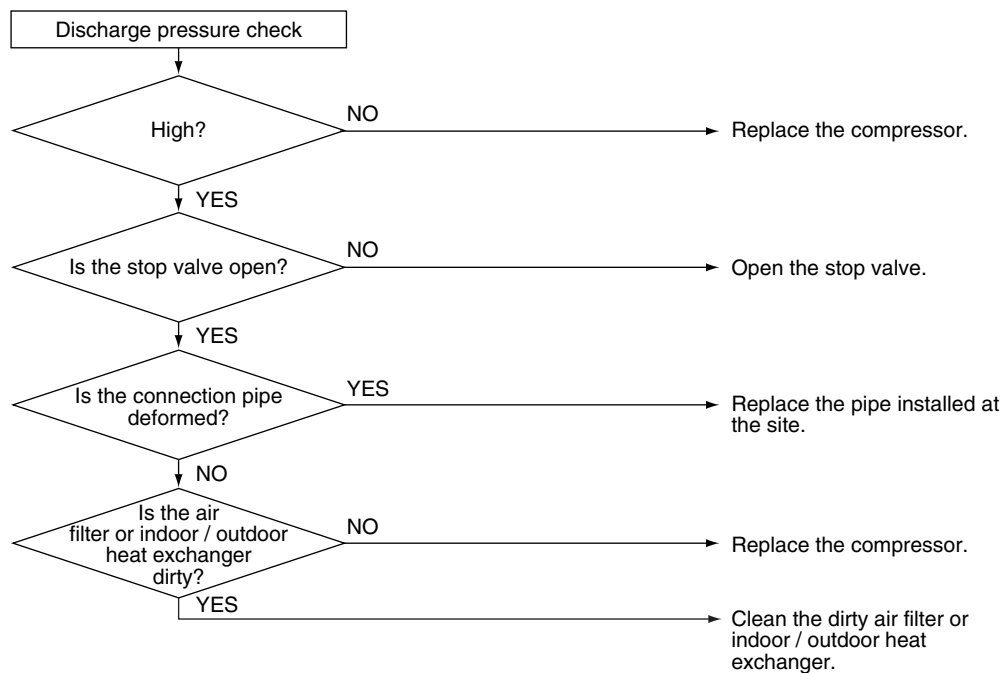 Discharge pressure check
High?
NO
Replace the compressor.
YES
Is the stop valve open?
NO
Open the stop valve.
YES
Is the connection pipe
deformed?
YES
Replace the pipe installed at
the site.
NO
Is the air
filter or indoor / outdoor
heat exchanger
dirty?
NO
Replace the compressor.
YES
Clean the dirty air filter or
indoor / outdoor heat
exchanger.